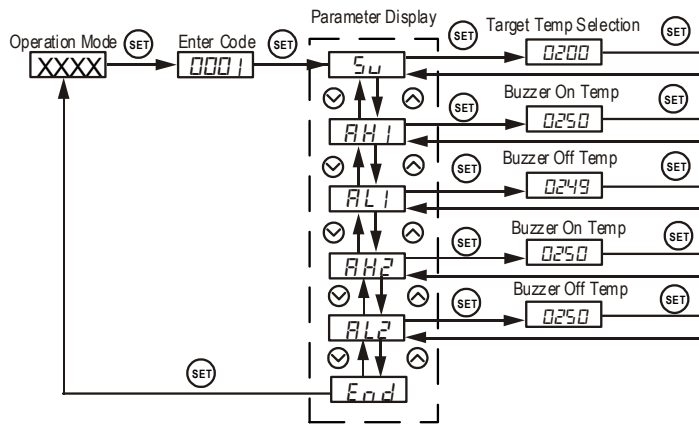 Parameter Display
Operation Mode SET Enter Code SET SET Target Temp Selection SET
XXXX 0001 Su 0200
SET Buzzer On Temp SET
AH1 0250
SET Buzzer Off Temp SET
AL1 0249
SET Buzzer On Temp SET
AH2 0250
SET Buzzer Off Temp SET
AL2 0250
SET
End